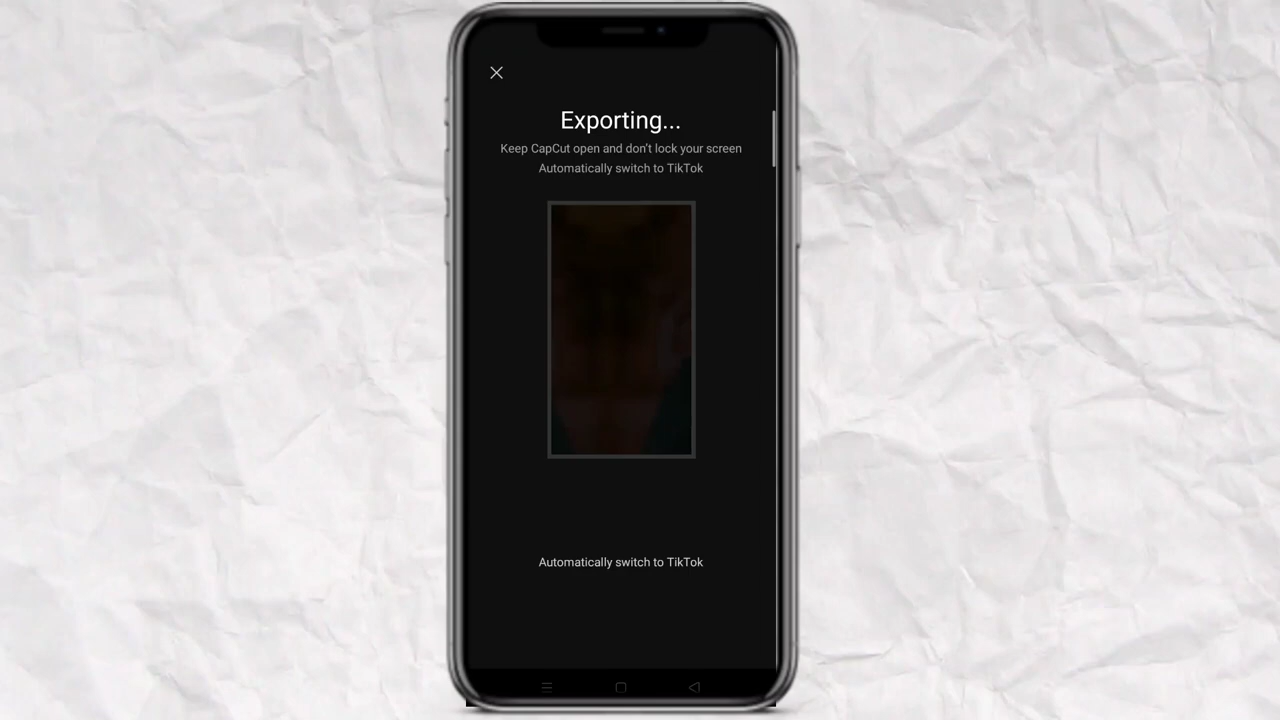 Exporting...
Keep CapCut open and don't lock your screen
Automatically switch to TikTok
Automatically switch to TikTok